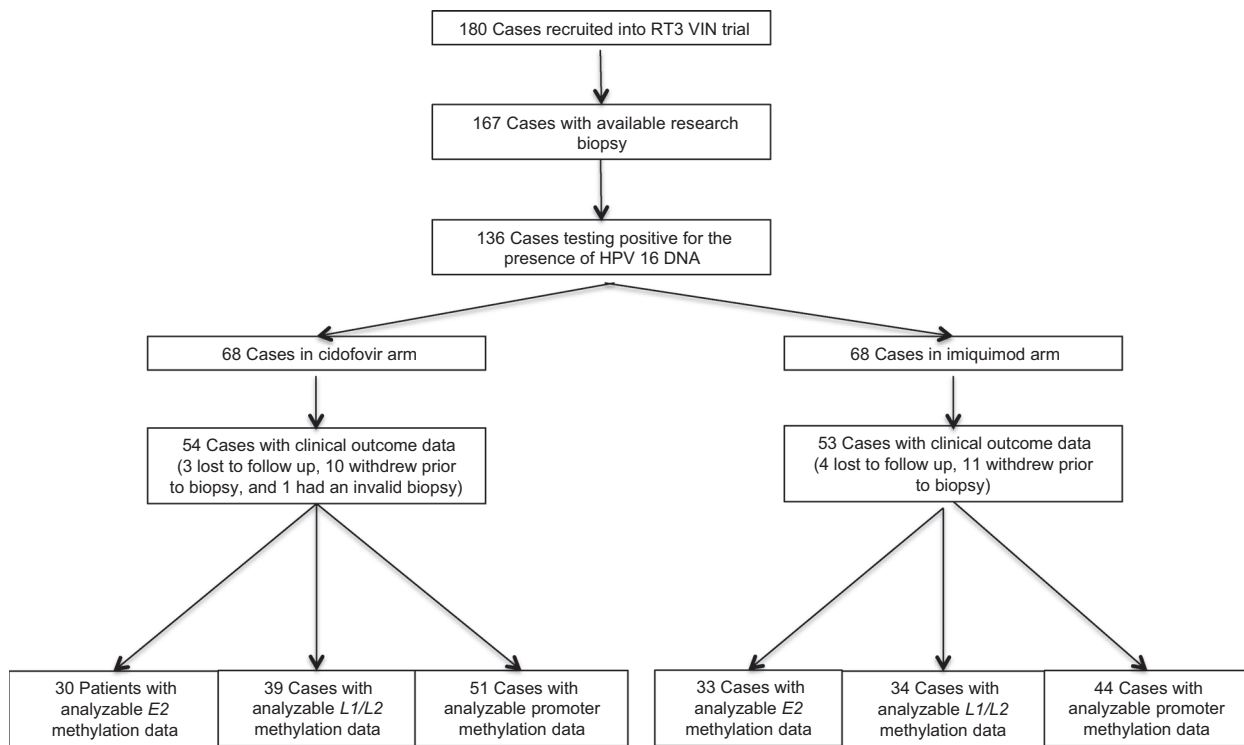 180 Cases recruited into RT3 VIN trial
167 Cases with available research
biopsy
136 Cases testing positive for the
presence of HPV 16 DNA
68 Cases in cidofovir arm
68 Cases in imiquimod arm
54 Cases with clinical outcome data
(3 lost to follow up, 10 withdrew prior
to biopsy, and 1 had an invalid biopsy)
53 Cases with clinical outcome data
(4 lost to follow up, 11 withdrew prior
to biopsy)
30 Patients with
analyzable E2
methylation data
39 Cases with
analyzable L1/L2
methylation data
51 Cases with
analyzable promoter
methylation data
33 Cases with
analyzable E2
methylation data
34 Cases with
analyzable L1/L2
methylation data
44 Cases with
analyzable promoter
methylation data